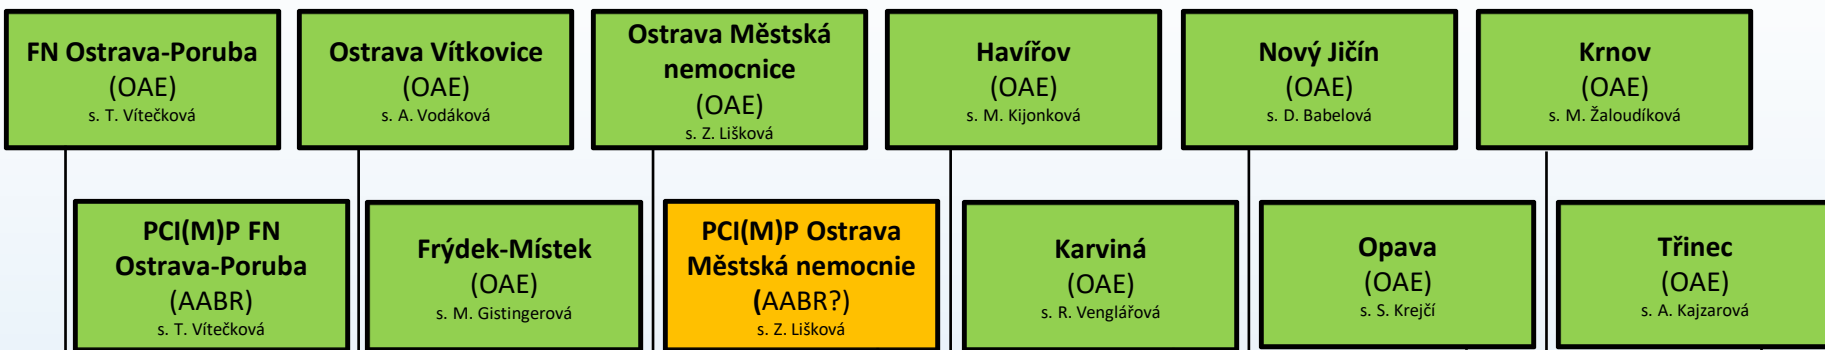 FN Ostrava-Poruba
(OAE)
s. T. Vítečková
Ostrava Vítkovice
(OAE)
s. A. Vodáková
Ostrava Městská
nemocnice
(OAE)
s. Z. Lišková
Havířov
(OAE)
s. M. Kijonková
Nový Jičín
(OAE)
s. D. Babelová
Krnov
(OAE)
s. M. Žaloudíková
PCI(M)P FN
Ostrava-Poruba
(AABR)
s. T. Vítečková
Frýdek-Místek
(OAE)
s. M. Gistingerová
PCI(M)P Ostrava
Městská nemocnie
(AABR?)
s. Z. Lišková
Karviná
(OAE)
s. R. Venglářová
Opava
(OAE)
s. S. Krejčí
Třinec
(OAE)
s. A. Kajzarová